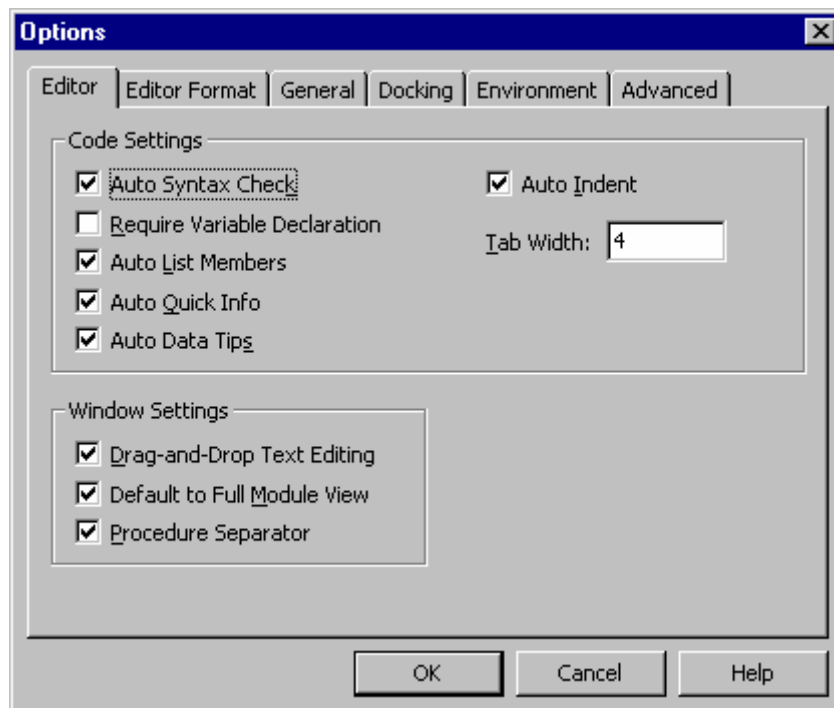 Options
Editor Editor Format General Docking Environment Advanced
Code Settings
Auto Syntax Check
Require Variable Declaration
Auto List Members
Auto Quick Info
Auto Data Tips
Auto Indent
Tab Width: 4
Window Settings
Drag-and-Drop Text Editing
Default to Full Module View
Procedure Separator
OK Cancel Help